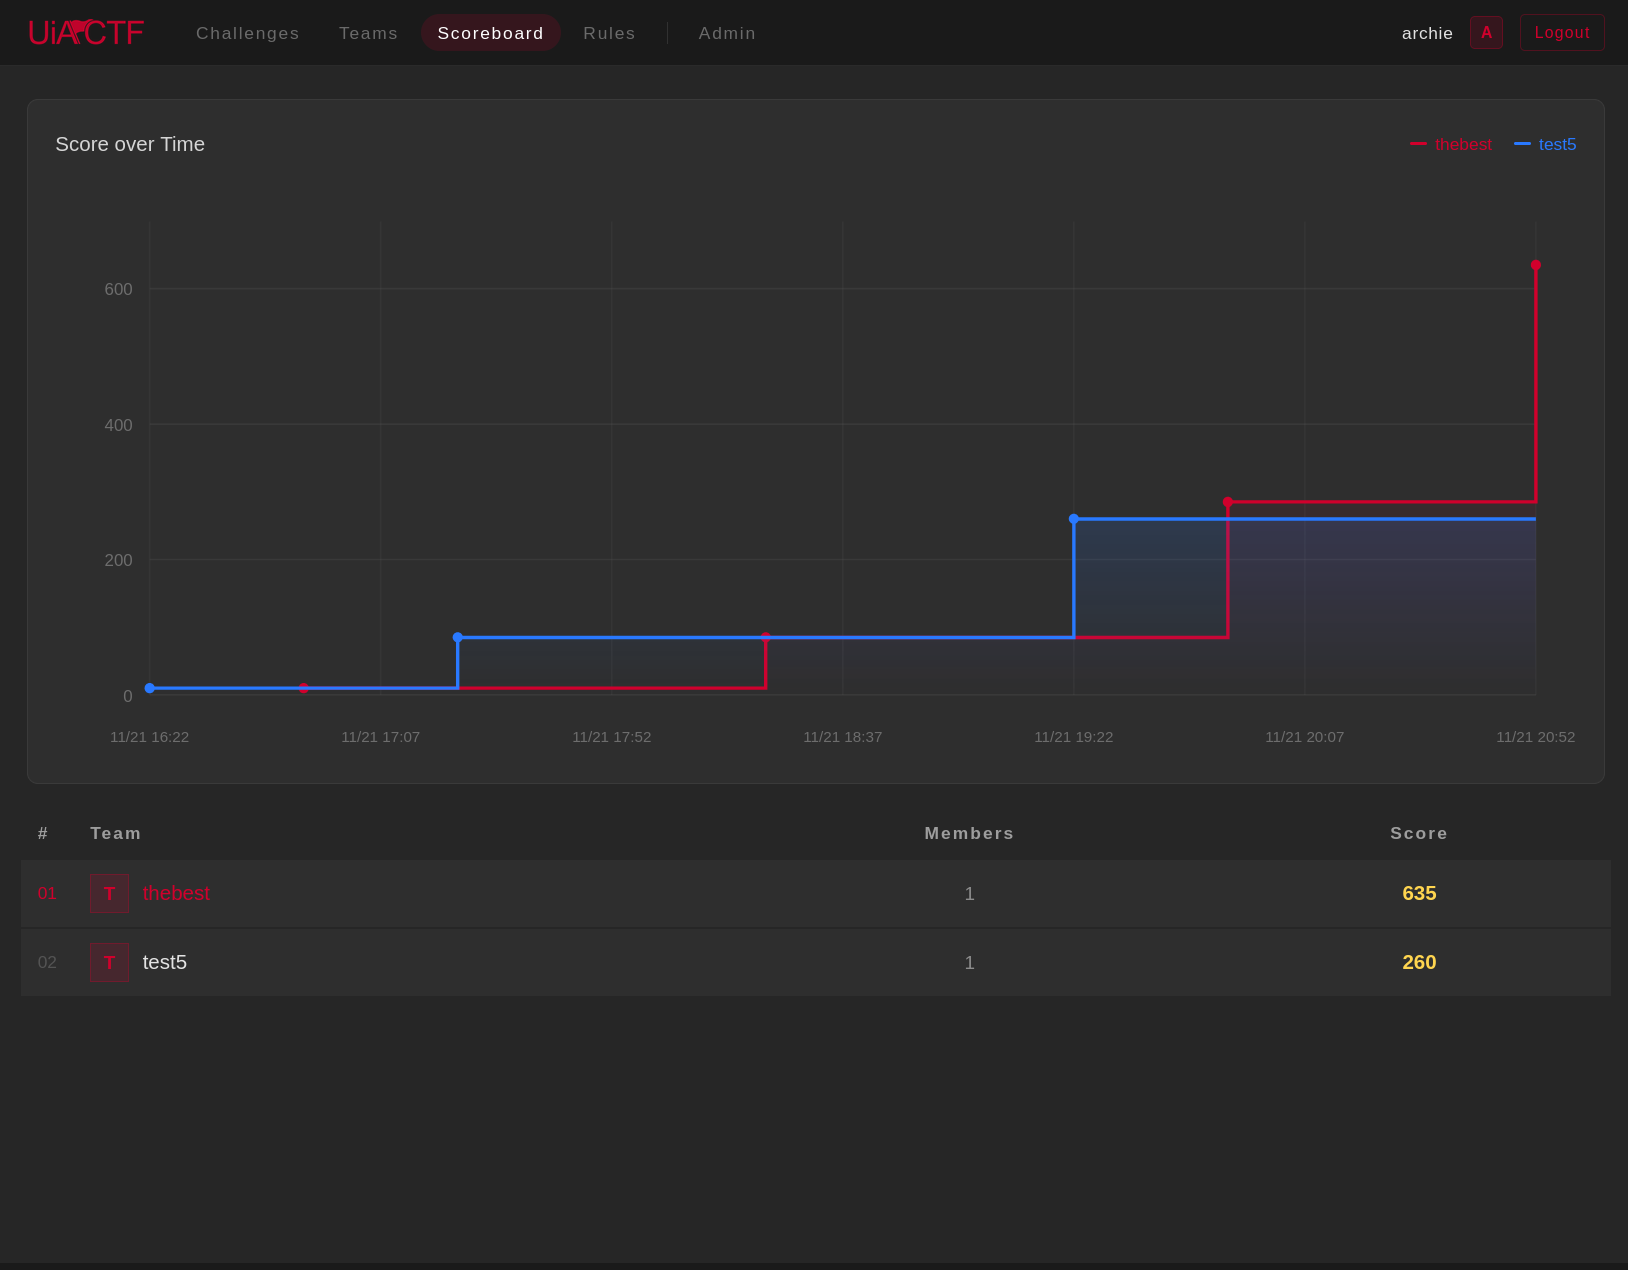 UiACTF Challenges Teams Scoreboard Rules Admin archie A Logout
Score over Time thebest test5
600
400
200
0
11/21 16:22 11/21 17:07 11/21 17:52 11/21 18:37 11/21 19:22 11/21 20:07 11/21 20:52
# Team Members Score
01 T thebest 1 635
02 T test5 1 260